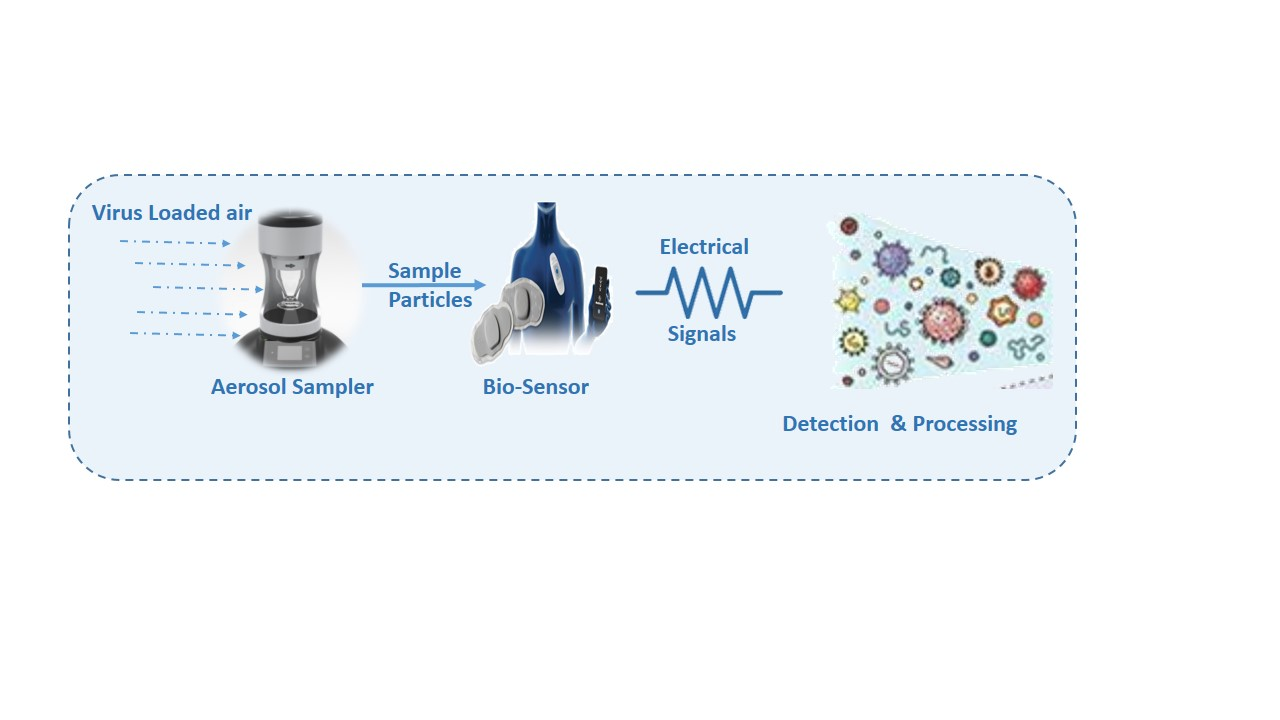 Virus Loaded air
Sample
Particles
Aerosol Sampler
Bio-Sensor
Electrical
Signals
Detection  & Processing